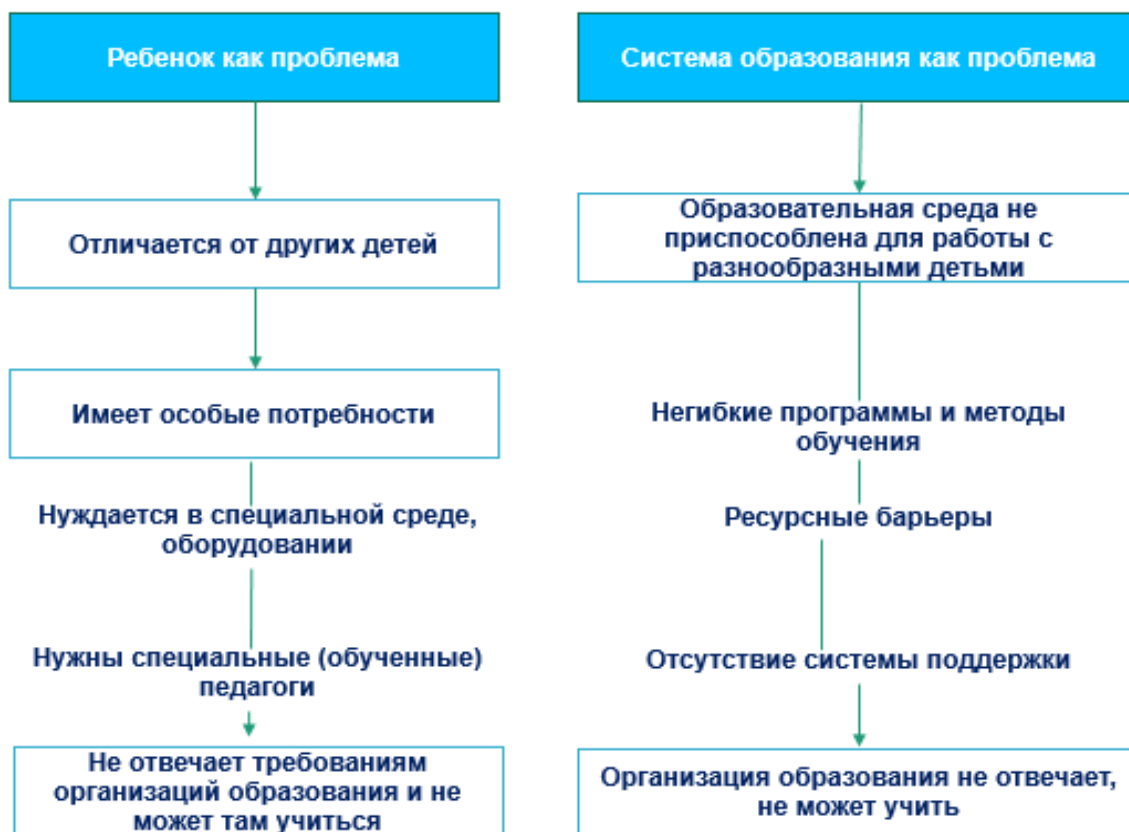 Ребенок как проблема
Отличается от других детей
Имеет особые потребности
Нуждается в специальной среде,
оборудовании
Нужны специальные (обученные)
педагоги
Не отвечает требованиям
организаций образования и не
может там учиться
Система образования как проблема
Образовательная среда не
приспособлена для работы с
разнообразными детьми
Негибкие программы и методы
обучения
Ресурсные барьеры
Отсутствие системы поддержки
Организация образования не отвечает,
не может учить